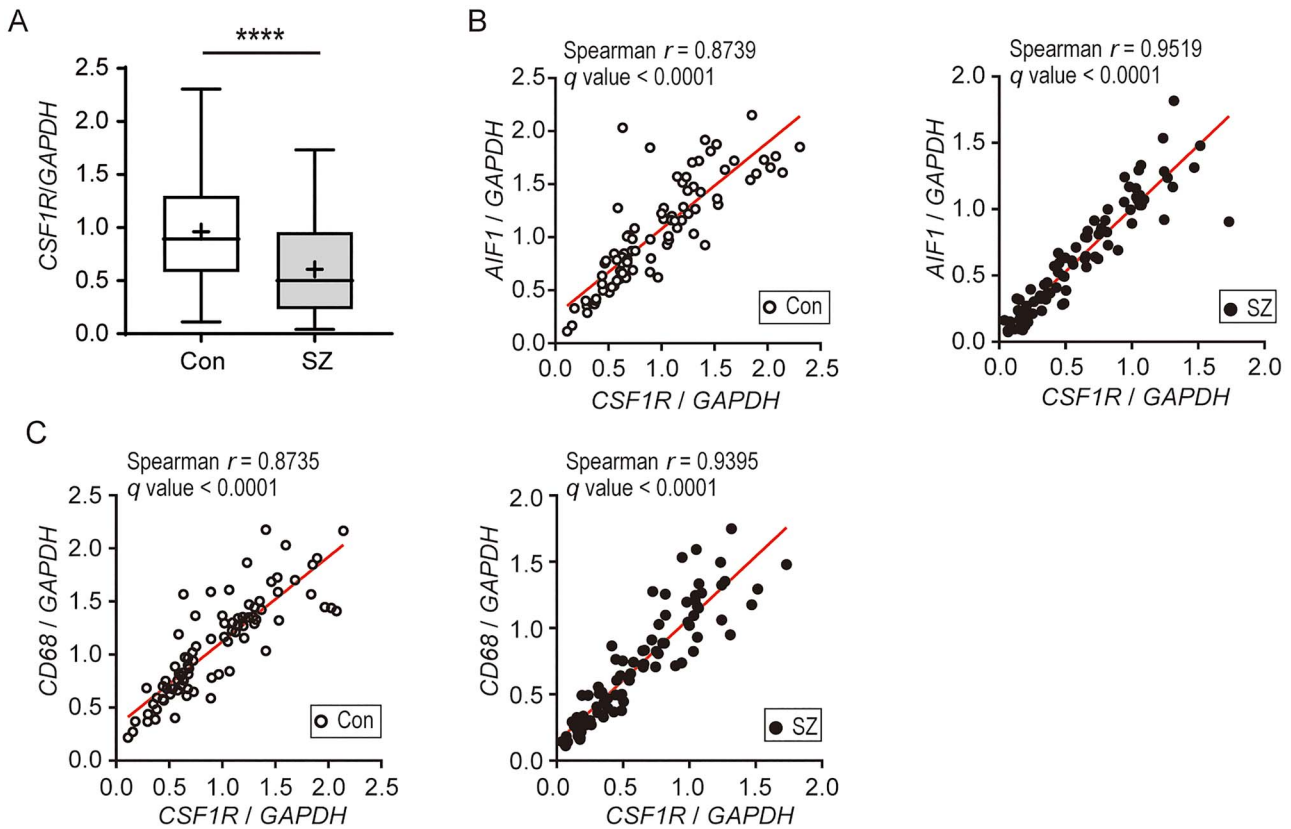 A
****
CSF1R/GAPDH
2.5
2.0
1.5
1.0
0.5
0.0
Con
SZ
B
Spearman r = 0.8739
q value < 0.0001
AIF1 / GAPDH
2.5
2.0
1.5
1.0
0.5
0.0
Con
0.0 0.5 1.0 1.5 2.0 2.5
CSF1R / GAPDH
Spearman r = 0.9519
q value < 0.0001
AIF1 / GAPDH
2.0
1.5
1.0
0.5
0.0
SZ
0.0 0.5 1.0 1.5 2.0
CSF1R / GAPDH
C
Spearman r = 0.8735
q value < 0.0001
CD68 / GAPDH
2.5
2.0
1.5
1.0
0.5
0.0
Con
0.0 0.5 1.0 1.5 2.0 2.5
CSF1R / GAPDH
Spearman r = 0.9395
q value < 0.0001
CD68 / GAPDH
2.0
1.5
1.0
0.5
0.0
SZ
0.0 0.5 1.0 1.5 2.0
CSF1R / GAPDH